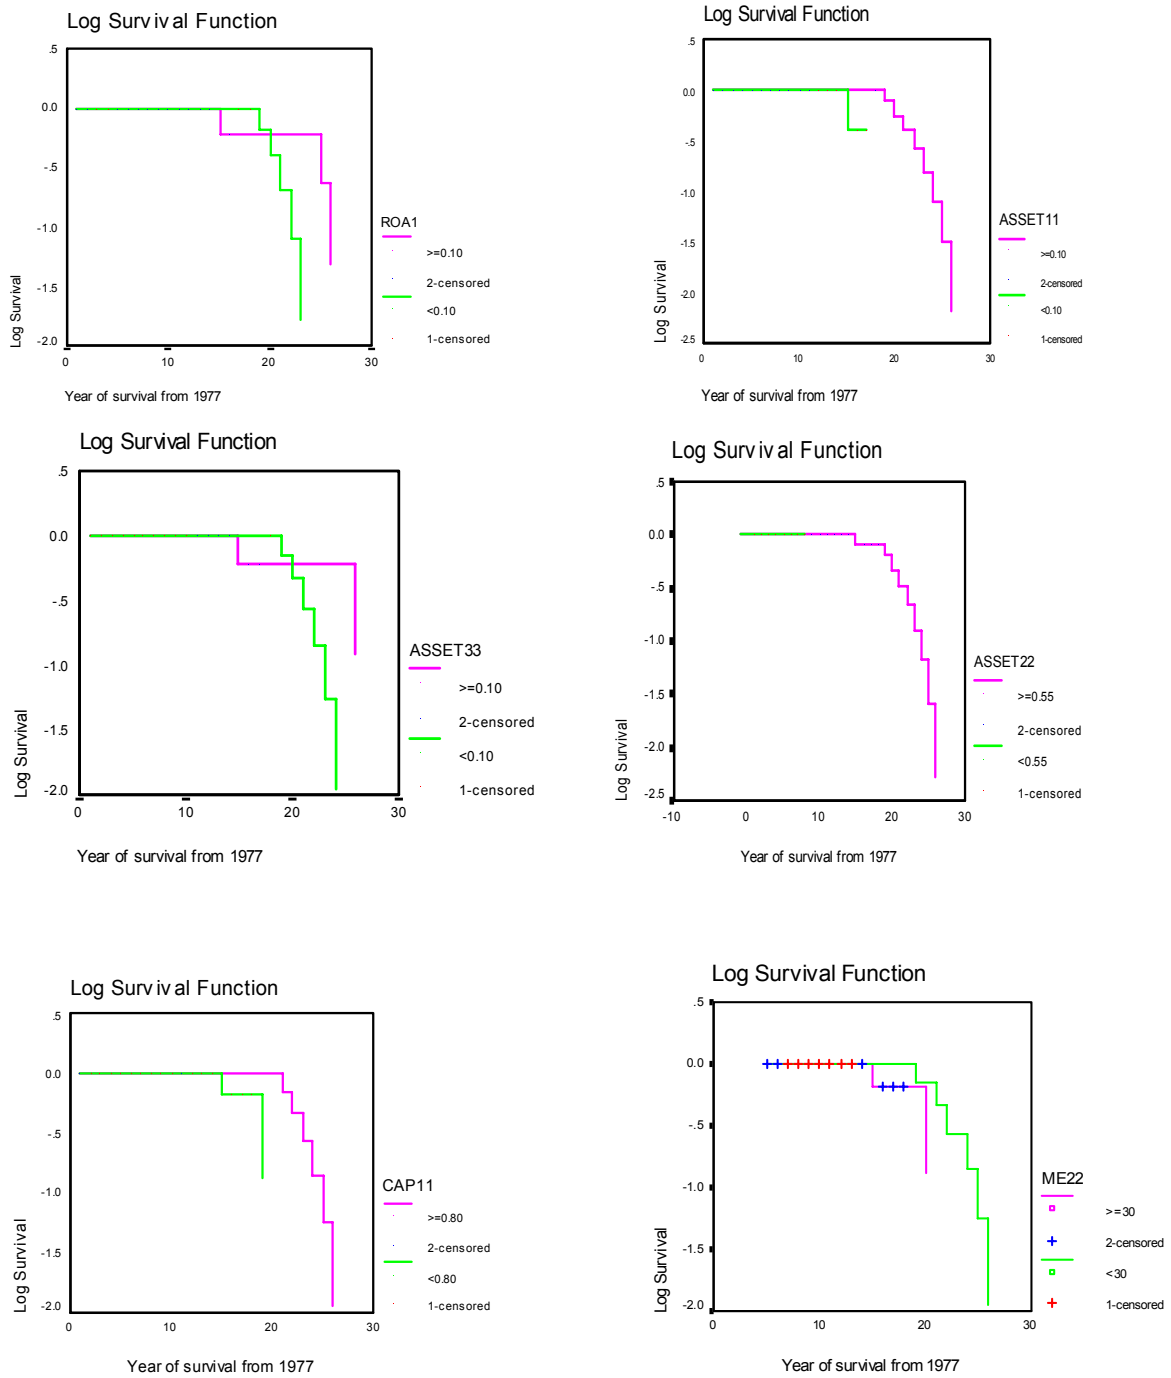 Log Survival Function
.5
0.0
-.5
-1.0
-1.5
-2.0
Log Survival
0 10 20 30
Year of survival from 1977
ROA1
>=0.10
2-censored
<0.10
1-censored
Log Survival Function
.5
0.0
-.5
-1.0
-1.5
-2.0
-2.5
Log Survival
0 10 20 30
Year of survival from 1977
ASSET11
>=0.10
2-censored
<0.10
1-censored
Log Survival Function
.5
0.0
-.5
-1.0
-1.5
-2.0
Log Survival
0 10 20 30
Year of survival from 1977
ASSET33
>=0.10
2-censored
<0.10
1-censored
Log Survival Function
.5
0.0
-.5
-1.0
-1.5
-2.0
-2.5
Log Survival
-10 0 10 20 30
Year of survival from 1977
ASSET22
>=0.55
2-censored
<0.55
1-censored
Log Survival Function
.5
0.0
-.5
-1.0
-1.5
-2.0
Log Survival
0 10 20 30
Year of survival from 1977
CAP11
>=0.80
2-censored
<0.80
1-censored
Log Survival Function
.5
0.0
-.5
-1.0
-1.5
-2.0
Log Survival
0 10 20 30
Year of survival from 1977
ME22
>=30
2-censored
<30
1-censored